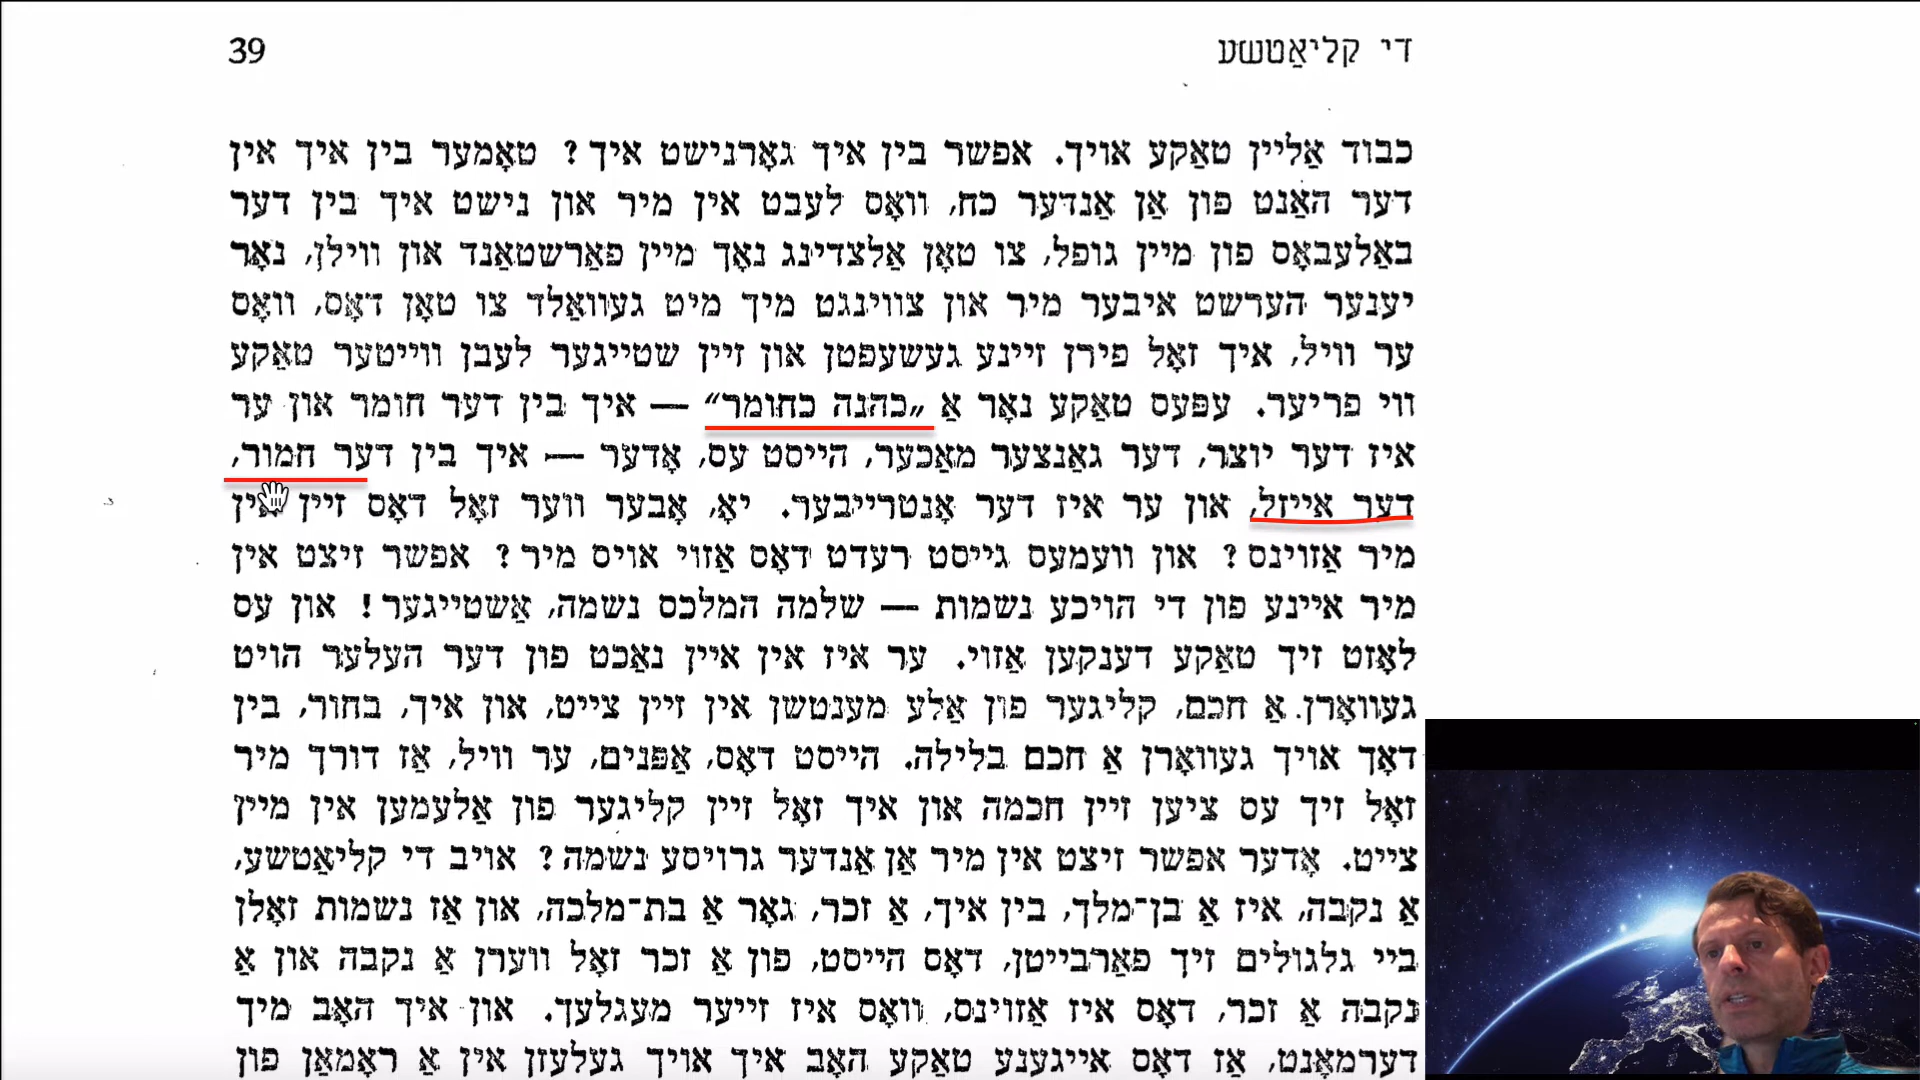 די קליאַטשע
39
כבוד אַליין טאַקע אויך. אפשר בין איך גאָרנישט איך? טאָמער בין איך אין
דער האַנט פון אַן אַנדער כח, וואָס לעבט אין מיר און נישט איך בין דער
באַלעבאָס פון מיין גופל, צו טאָן אַלצדינג נאָך מיין פאַרשטאַנד און ווילן, נאָר
יענער הערשט איבער מיר און צווינגט מיך מיט געוואַלד צו טאָן דאָס, וואָס
ער וויל, איך זאָל פירן זיינע געשעפטן און זיין שטייגער לעבן ווייטער טאַקע
ווי פריער. עפּעס טאַקע נאָר אַ „כהנה כחומר“ — איך בין דער חומר און ער
איז דער יוצר, דער גאַנצער מאַכער, הייסט עס, אָדער — איך בין דער חמור,
דער אייזל, און ער איז דער אָנטרייבער. יאָ, אָבער ווער זאָל דאָס זיין אין
מיר אַזוינס? און וועמעס גייסט רעדט דאָס אַזוי אויס מיר? אפשר זיצט אין
מיר איינע פון די הויכע נשמות — שלמה המלכס נשמה, אַשטייגער! און עס
לאָזט זיך טאַקע דענקען אַזוי. ער איז אין איין נאַכט פון דער העלער הויט
געוואָרן אַ חכם, קליגער פון אַלע מענטשן אין זיין צייט, און איך, בחור, בין
דאָך אויך געוואָרן אַ חכם בלילה. הייסט דאָס, אַפּנים, ער וויל, אַז דורך מיר
זאָל זיך עס ציען זיין חכמה און איך זאָל זיין קליגער פון אַלעמען אין מיין
צייט. אָדער אפשר זיצט אין מיר אַן אַנדער גרויסע נשמה? אויב די קליאַטשע,
אַ נקבה, איז אַ בן־מלך, בין איך, אַ זכר, גאָר אַ בת־מלכה, און אַז נשמות זאָלן
ביי גלגולים זיך פאַרבייטן, דאָס הייסט, פון אַ זכר זאָל ווערן אַ נקבה און אַ
נקבה אַ זכר, דאָס איז אַזוינס, וואָס איז זייער מעגלעך. און איך האָב מיך
דערמאָנט, אַז דאָס אייגענע טאַקע האָב איך אויך געלעזן אין אַ ראָמאַן פון